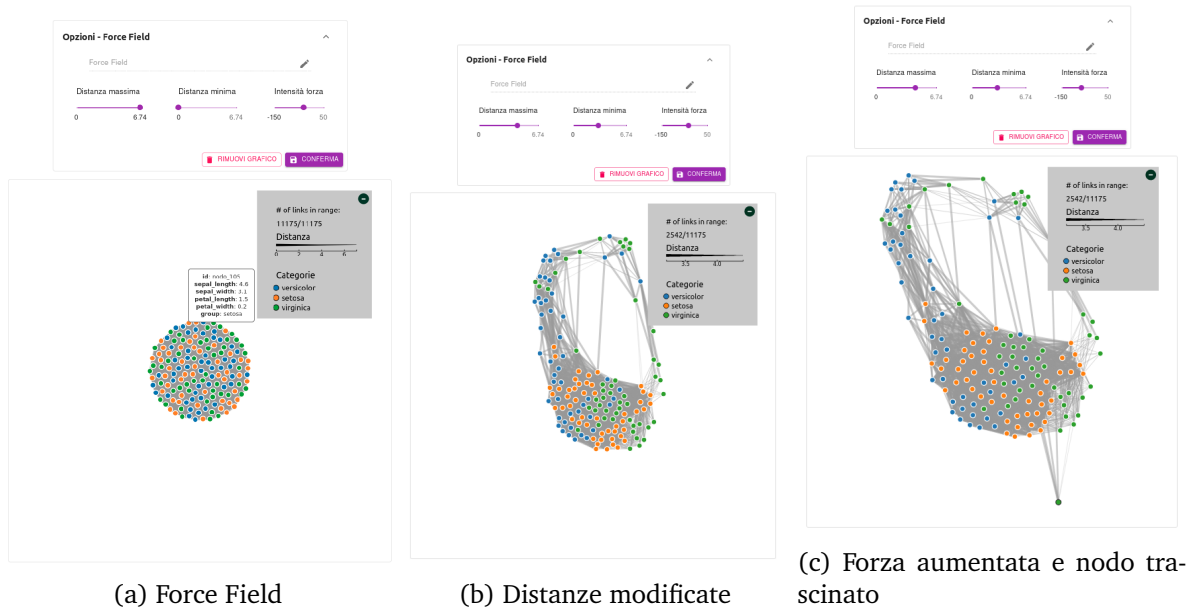 Opzioni - Force Field
Force Field
Distanza massima Distanza minima Intensità forza
0 6.74 0 6.74 -150 50
RIMUOVI GRAFICO CONFERMA
# of links in range:
11175/11175
Distanza
0 2 4 6
Categorie
versicolor
setosa
virginica
id: nodo_105
sepal_length: 4.6
sepal_width: 3.1
petal_length: 1.5
petal_width: 0.2
group: setosa
(a) Force Field
Opzioni - Force Field
Force Field
Distanza massima Distanza minima Intensità forza
0 6.74 0 6.74 -150 50
RIMUOVI GRAFICO CONFERMA
# of links in range:
2542/11175
Distanza
3.5 4.0
Categorie
versicolor
setosa
virginica
(b) Distanze modificate
Opzioni - Force Field
Force Field
Distanza massima Distanza minima Intensità forza
0 6.74 0 6.74 -150 50
RIMUOVI GRAFICO CONFERMA
# of links in range:
2542/11175
Distanza
3.5 4.0
Categorie
versicolor
setosa
virginica
(c) Forza aumentata e nodo tra-
scinato